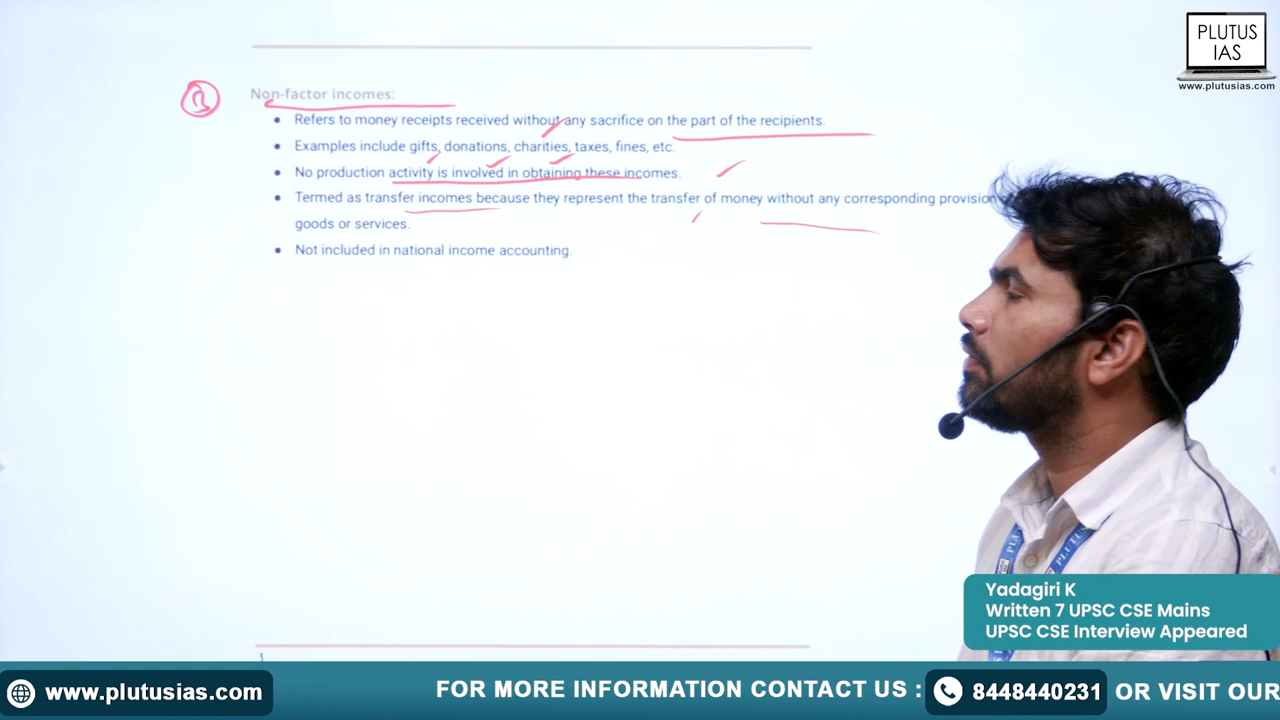 PLUTUS
IAS
www.plutusias.com
Non-factor incomes:
Refers to money receipts received without any sacrifice on the part of the recipients.
Examples include gifts, donations, charities, taxes, fines, etc.
No production activity is involved in obtaining these incomes.
Termed as transfer incomes because they represent the transfer of money without any corresponding provision
goods or services.
Not included in national income accounting.
Yadagiri K
Written 7 UPSC CSE Mains
UPSC CSE Interview Appeared
www.plutusias.com
FOR MORE INFORMATION CONTACT US :
8448440231
OR VISIT OUR